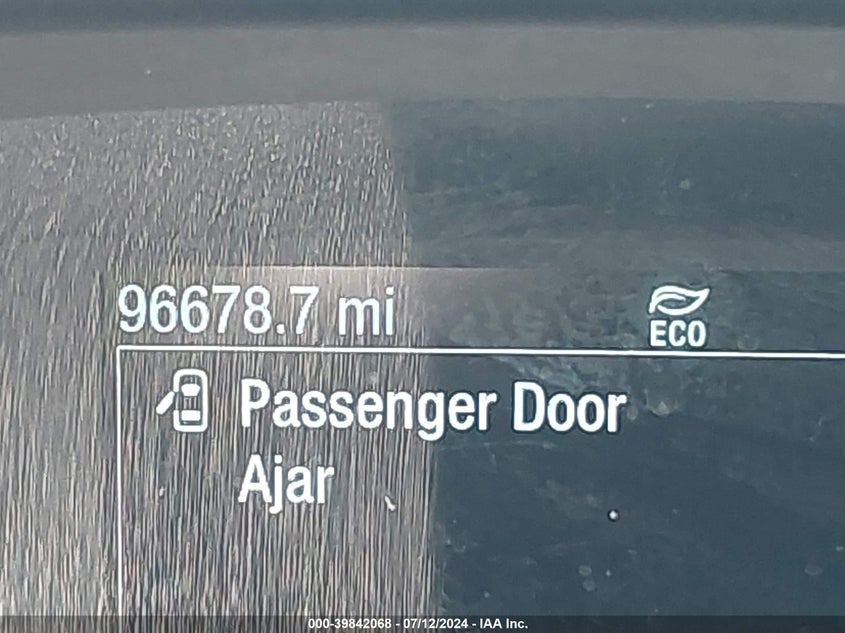 96678.7 mi
ECO
Passenger Door
Ajar
000-39842068 - 07/12/2024 - IAA Inc.